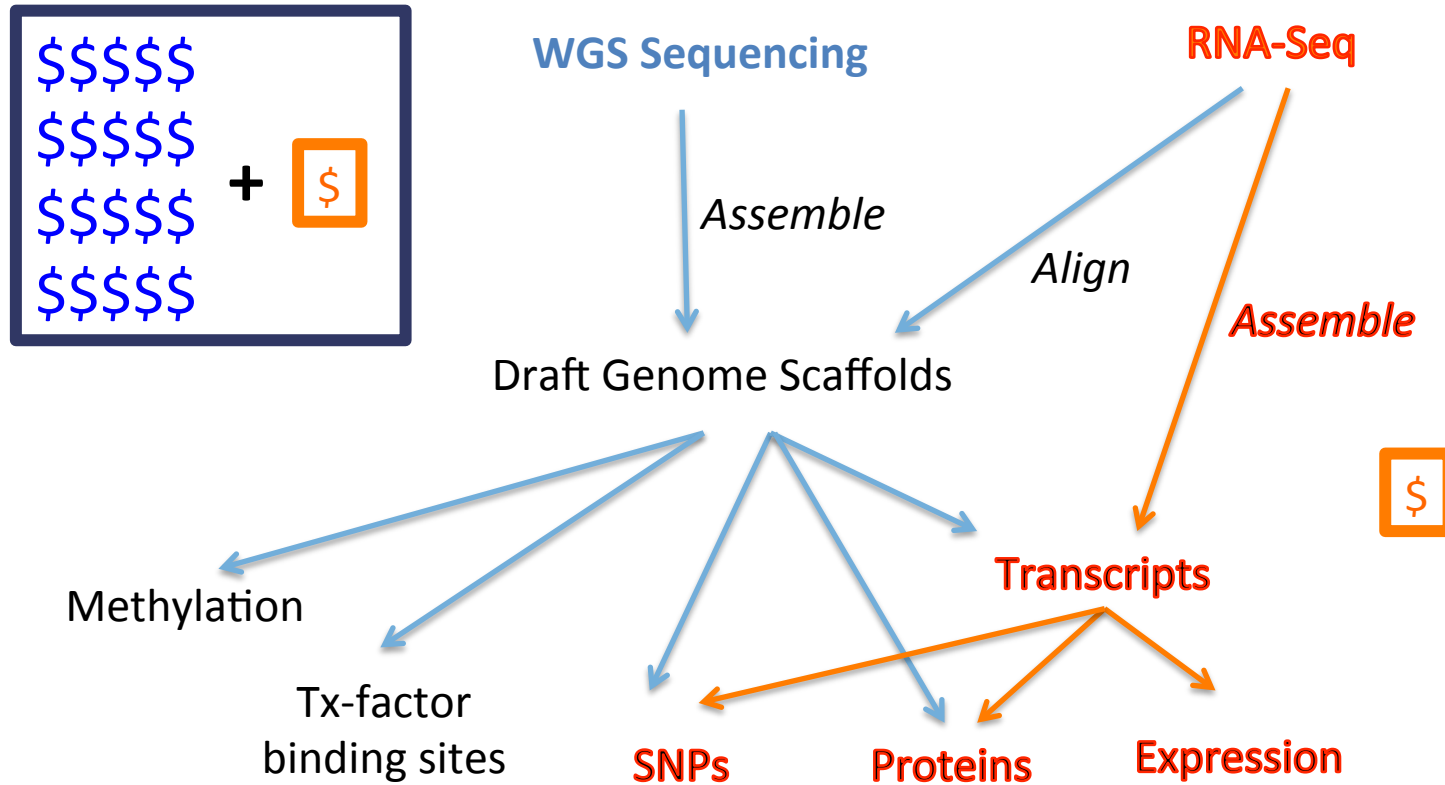 $$$$$
$$$$$
$$$$$
$$$$$
+
$
WGS Sequencing
RNA-Seq
Assemble
Align
Assemble
Draft Genome Scaffolds
$
Methylation
Transcripts
Tx-factor
binding sites
SNPs
Proteins
Expression